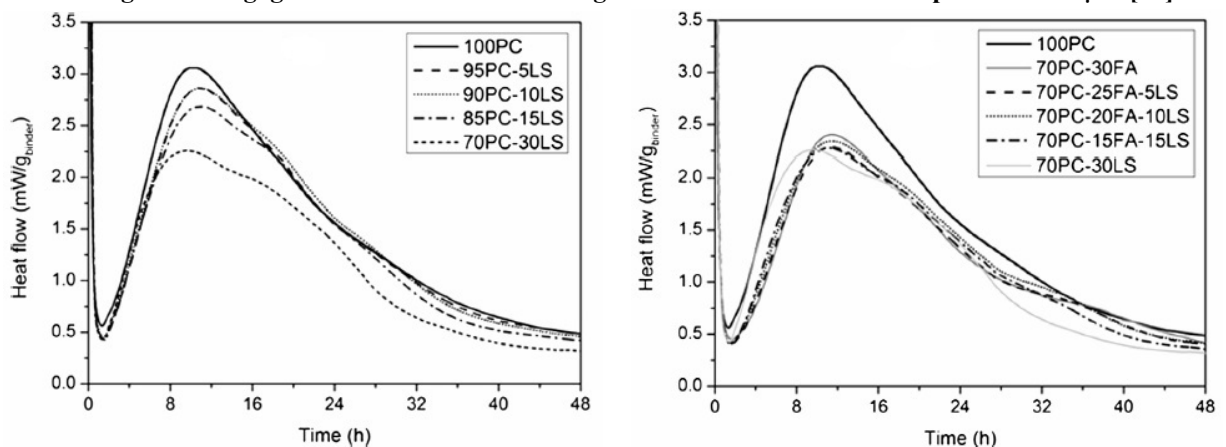 3.5
3.0
2.5
2.0
1.5
1.0
0.5
0.0
Heat flow (mW/g_binder)
100PC
95PC-5LS
90PC-10LS
85PC-15LS
70PC-30LS
0 8 16 24 32 40 48
Time (h)
3.5
3.0
2.5
2.0
1.5
1.0
0.5
0.0
Heat flow (mW/g_binder)
100PC
70PC-30FA
70PC-25FA-5LS
70PC-20FA-10LS
70PC-15FA-15LS
70PC-30LS
0 8 16 24 32 40 48
Time (h)